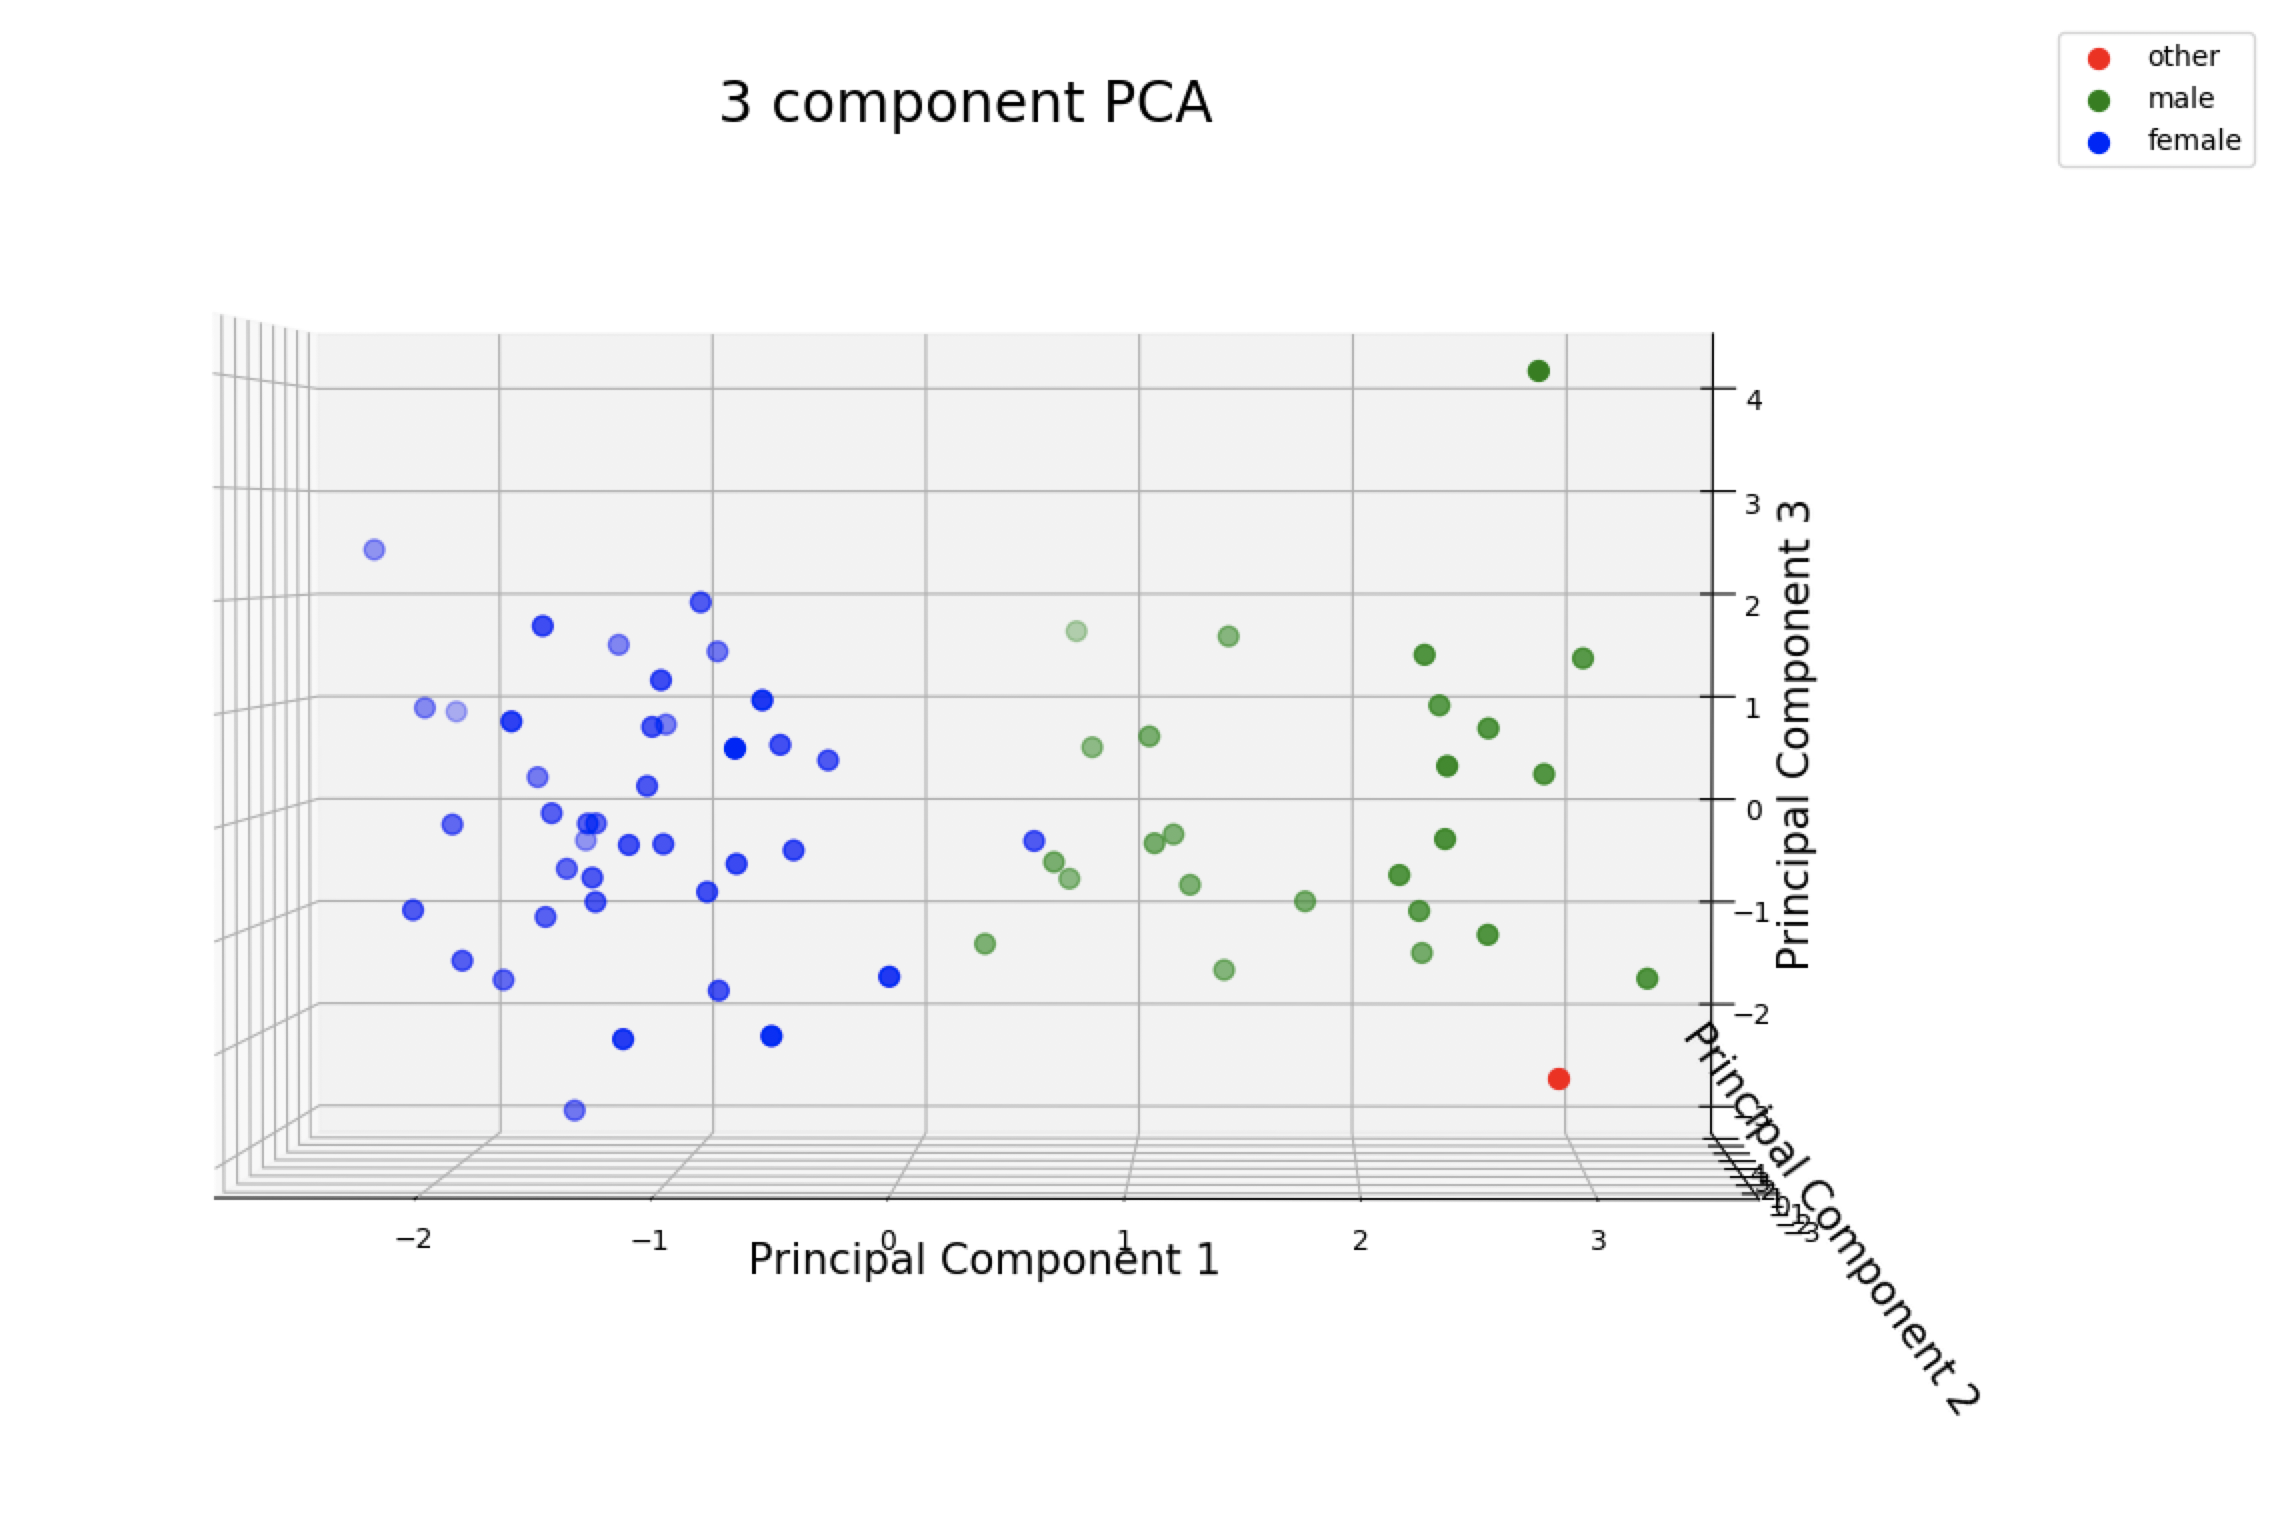 3 component PCA
other
male
female
4
3
2
1
0
−1
−2
Principal Component 3
−2
−1
0
1
2
3
Principal Component 1
Principal Component 2